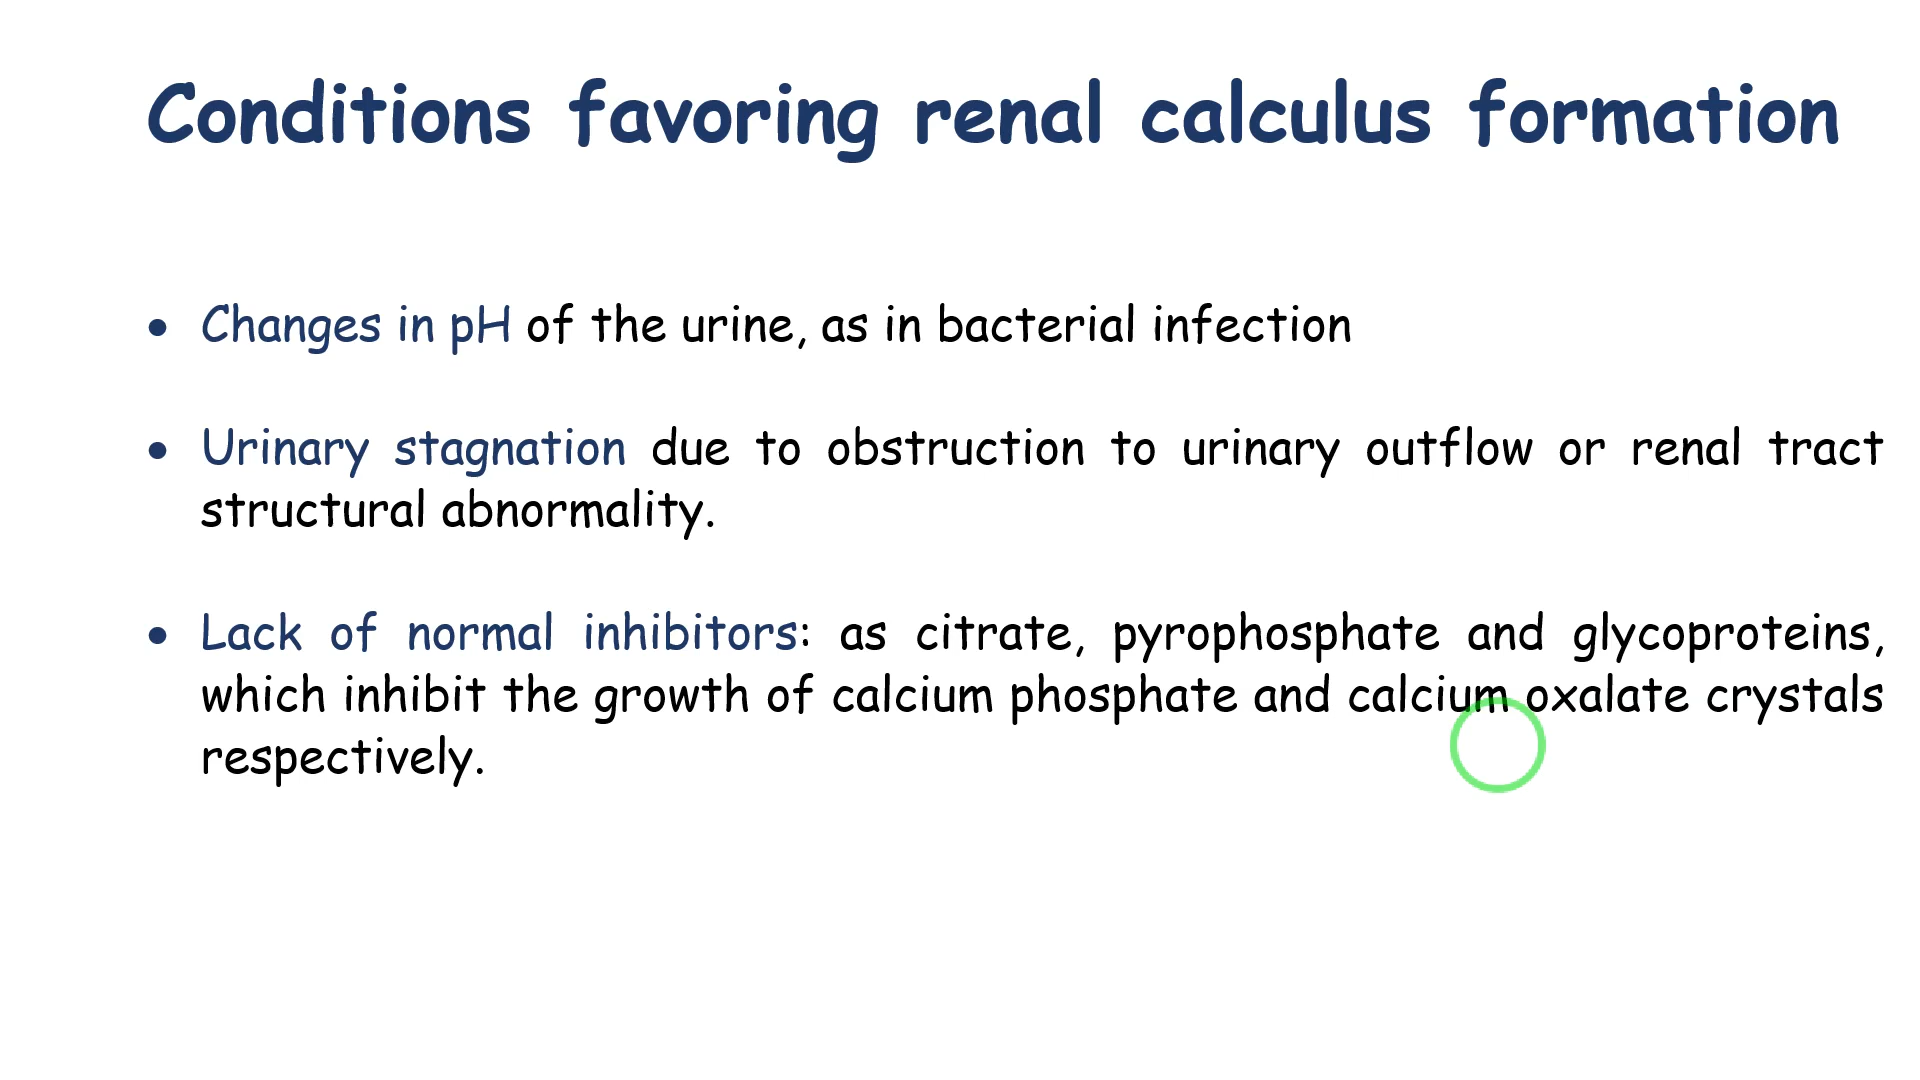 Conditions favoring renal calculus formation
• Changes in pH of the urine, as in bacterial infection
• Urinary stagnation due to obstruction to urinary outflow or renal tract
structural abnormality.
• Lack of normal inhibitors: as citrate, pyrophosphate and glycoproteins,
which inhibit the growth of calcium phosphate and calcium oxalate crystals
respectively.